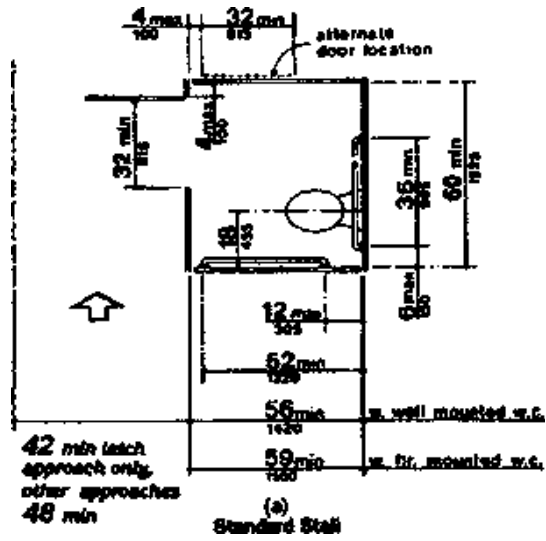 4 max
100
32 min
815
alternate
door location
32 min
815
4 max
100
18
455
36 min
60 min
1525
6 max
150
12 min
305
52 min
1320
56 min
1420
w. wall mounted w.c.
59 min
1500
w. flr. mounted w.c.
42 min latch
approach only,
other approaches
48 min
(a)
Standard Stall